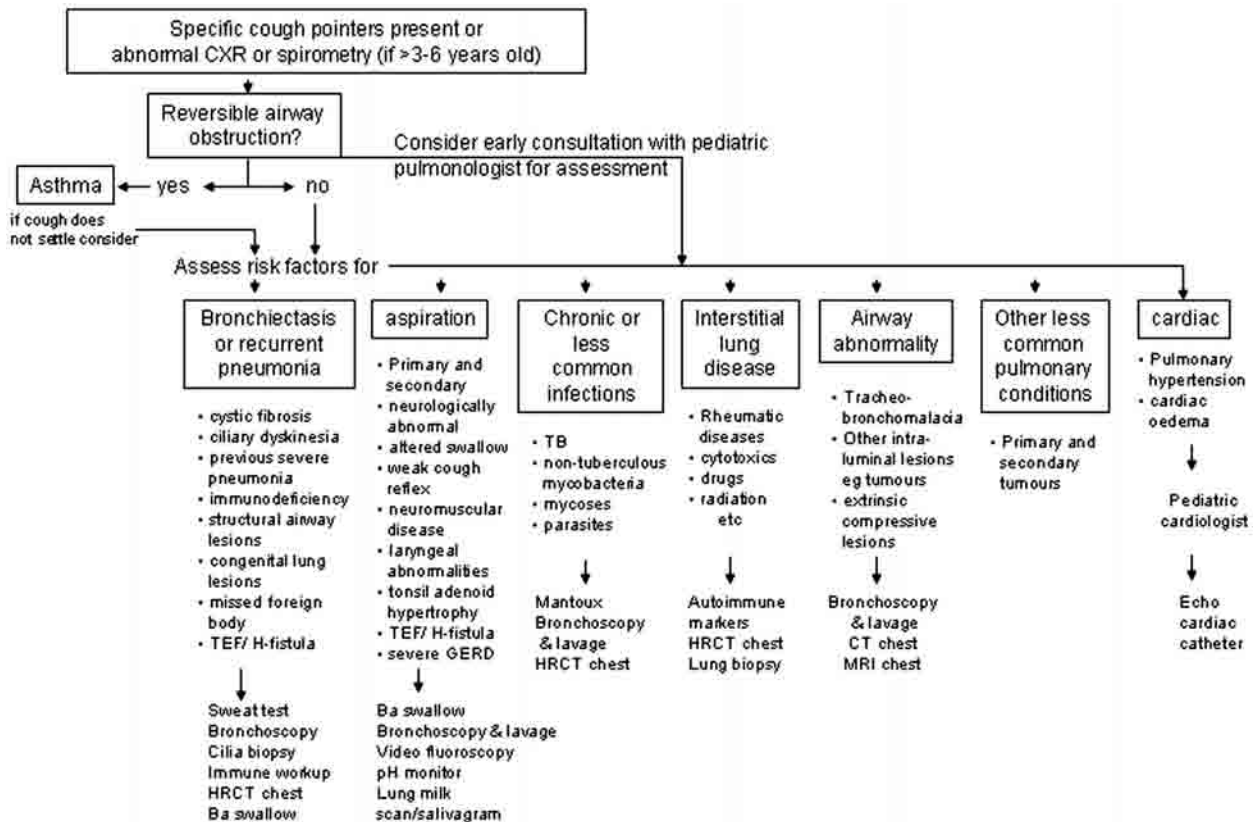 Specific cough pointers present or
abnormal CXR or spirometry (if >3-6 years old)
Reversible airway
obstruction?
Consider early consultation with pediatric
pulmonologist for assessment
Asthma
yes
no
if cough does
not settle consider
Assess risk factors for
Bronchiectasis
or recurrent
pneumonia
• cystic fibrosis
• ciliary dyskinesia
• previous severe
pneumonia
• immunodeficiency
• structural airway
lesions
• congenital lung
lesions
• missed foreign
body
• TEF/ H-fistula
Sweat test
Bronchoscopy
Cilia biopsy
Immune workup
HRCT chest
Ba swallow
aspiration
• Primary and
secondary
• neurologically
abnormal
• altered swallow
• weak cough
reflex
• neuromuscular
disease
• laryngeal
abnormalities
• tonsil adenoid
hypertrophy
• TEF/ H-fistula
• severe GERD
Ba swallow
Bronchoscopy & lavage
Video fluoroscopy
pH monitor
Lung milk
scan/salivagram
Chronic or
less
common
infections
• TB
• non-tuberculous
mycobacteria
• mycoses
• parasites
Mantoux
Bronchoscopy
& lavage
HRCT chest
Interstitial
lung
disease
• Rheumatic
diseases
• cytotoxics
• drugs
• radiation
etc
Autoimmune
markers
HRCT chest
Lung biopsy
Airway
abnormality
• Tracheo-
bronchomalacia
• Other intra-
luminal lesions
eg tumours
• extrinsic
compressive
lesions
Bronchoscopy
& lavage
CT chest
MRI chest
Other less
common
pulmonary
conditions
• Primary and
secondary
tumours
cardiac
• Pulmonary
hypertension
• cardiac
oedema
Pediatric
cardiologist
Echo
cardiac
catheter